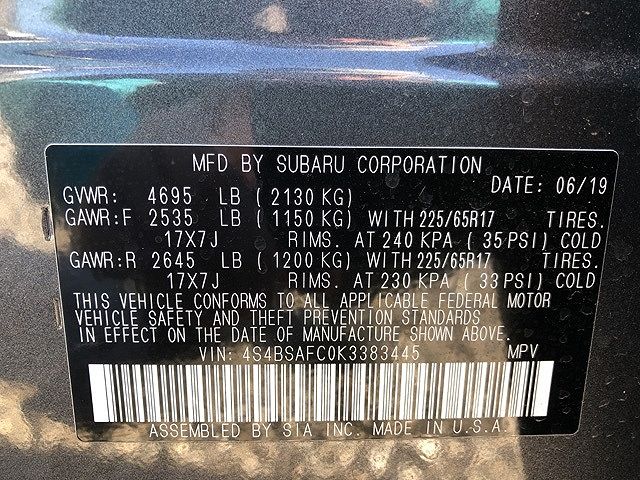 MFD BY SUBARU CORPORATION
DATE: 06/19
GVWR: 4695 LB (2130 KG)
GAWR:F 2535 LB (1150 KG) WITH 225/65R17 TIRES.
17X7J RIMS. AT 240 KPA (35 PSI) COLD
GAWR:R 2645 LB (1200 KG) WITH 225/65R17 TIRES.
17X7J RIMS. AT 230 KPA (33 PSI) COLD
THIS VEHICLE CONFORMS TO ALL APPLICABLE FEDERAL MOTOR
VEHICLE SAFETY AND THEFT PREVENTION STANDARDS
IN EFFECT ON THE DATE OF MANUFACTURE SHOWN ABOVE.
VIN: 4S4BSAFC0K3383445 MPV
ASSEMBLED BY SIA INC. MADE IN U.S.A.